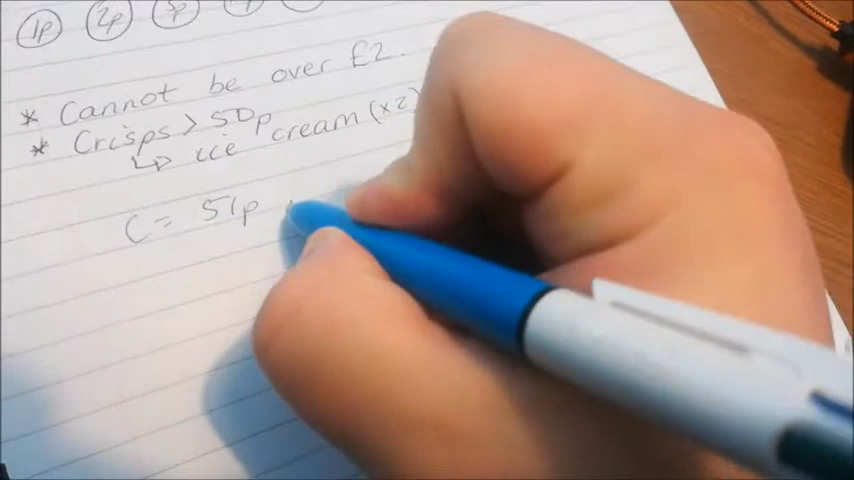 1p 2p 5p
* Cannot be over £2.
* Crisps > 50p
↳ ice cream (x2
C = 51p